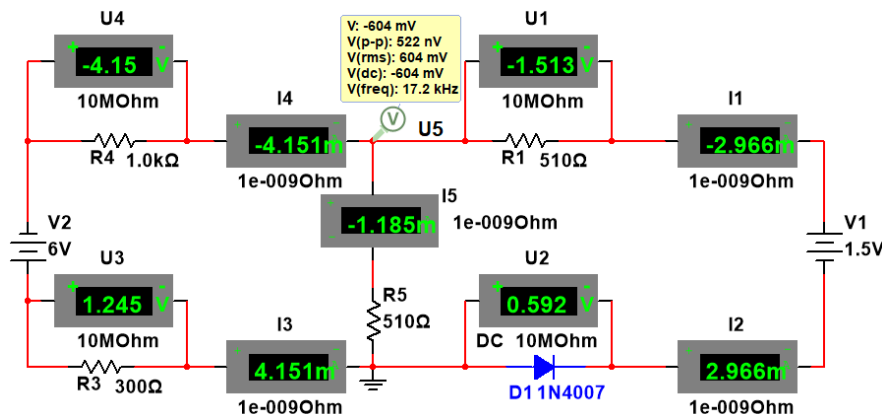 U4
+ -
-4.15 V
10MOhm
R4 1.0kΩ
I4
+ -
-4.151m
1e-009Ohm
V: -604 mV
V(p-p): 522 nV
V(rms): 604 mV
V(dc): -604 mV
V(freq): 17.2 kHz
V
U5
U1
+ -
-1.513 V
10MOhm
R1 510Ω
I1
+ -
-2.966m
1e-009Ohm
V2
6V
I5
+ -
-1.185m
1e-009Ohm
V1
1.5V
U3
+ -
1.245 V
10MOhm
R3 300Ω
I3
+ -
4.151m
1e-009Ohm
R5
510Ω
U2
+ -
0.592 V
DC 10MOhm
D1 1N4007
I2
+ -
2.966m
1e-009Ohm